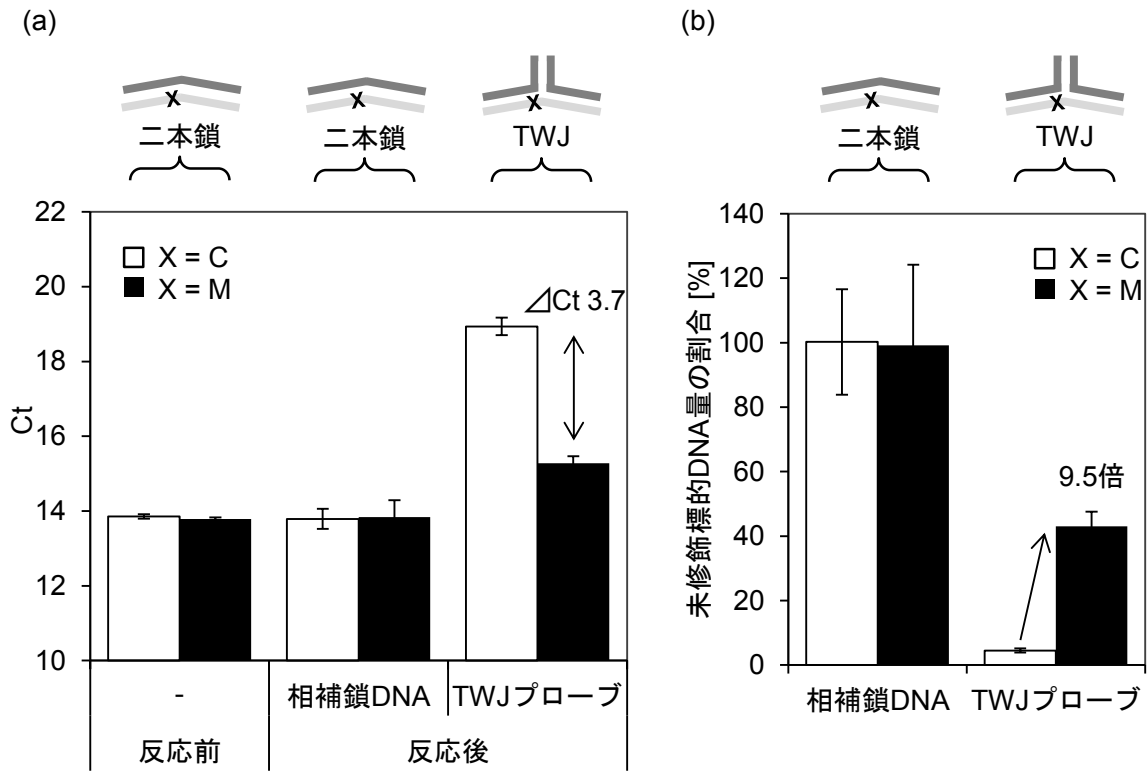 (a)
(b)
二本鎖
二本鎖
TWJ
二本鎖
TWJ
X
X
X
X
X
22
20
18
16
14
12
10
Ct
X = C
X = M
⊿Ct 3.7
-
相補鎖DNA
TWJプローブ
反応前
反応後
140
120
100
80
60
40
20
0
未修飾標的DNA量の割合 [%]
X = C
X = M
9.5倍
相補鎖DNA
TWJプローブ